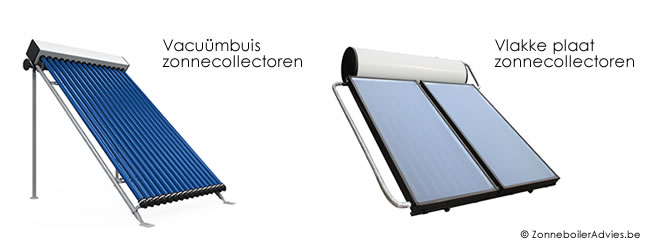 Vacuümbuis
zonnecollectoren
Vlakke plaat
zonnecollectoren
© ZonneboilerAdvies.be